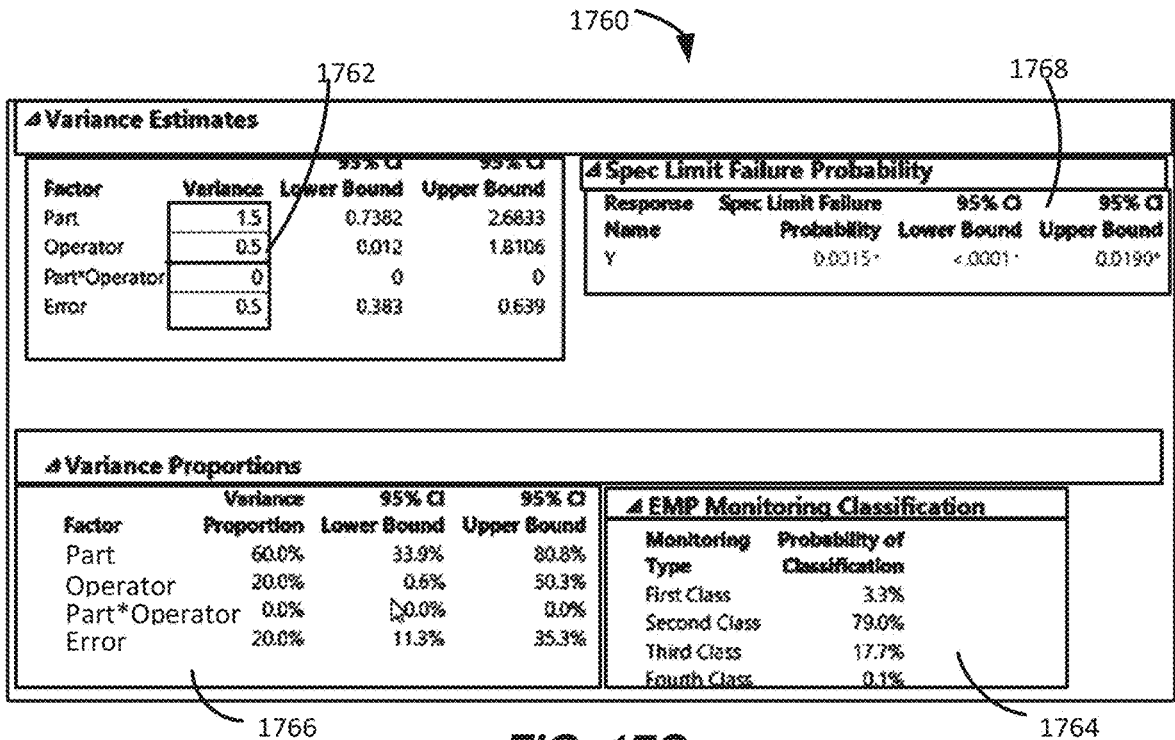 1760
1762
1768
Variance Estimates
95% CI 95% CI
Factor Variance Lower Bound Upper Bound
Part 1.5 0.7382 2.6833
Operator 0.5 0.012 1.8106
Part*Operator 0 0 0
Error 0.5 0.383 0.639
Spec Limit Failure Probability
Response Spec Limit Failure 95% CI 95% CI
Name Probability Lower Bound Upper Bound
Y 0.0015* <.0001* 0.0190*
Variance Proportions
Variance 95% CI 95% CI
Factor Proportion Lower Bound Upper Bound
Part 60.0% 33.9% 80.8%
Operator 20.0% 0.6% 50.3%
Part*Operator 0.0% 0.0% 0.0%
Error 20.0% 11.3% 35.3%
EMP Monitoring Classification
Monitoring Probability of
Type Classification
First Class 3.3%
Second Class 79.0%
Third Class 17.7%
Fourth Class 0.1%
1766
1764